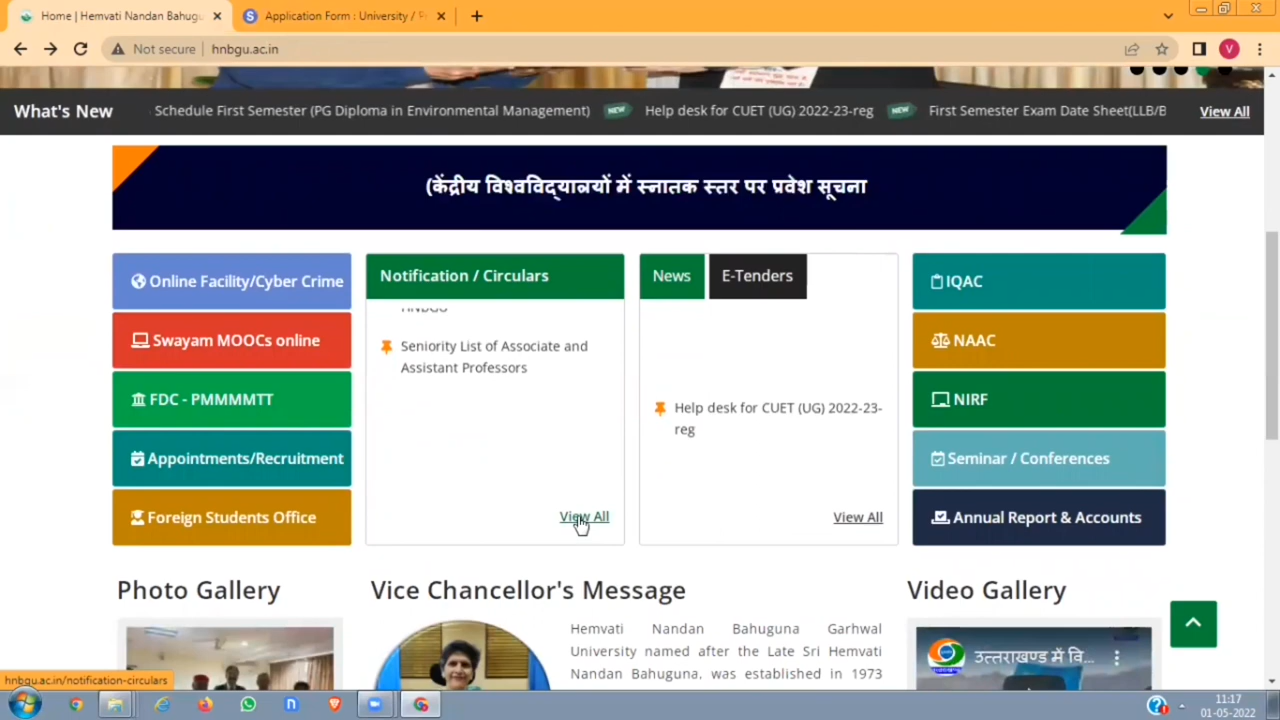 Home | Hemvati Nandan Bahugu
Application Form : University / P
Not secure
hnbgu.ac.in
V
What's New
Schedule First Semester (PG Diploma in Environmental Management)
NEW
Help desk for CUET (UG) 2022-23-reg
NEW
First Semester Exam Date Sheet(LLB/B
View All
(केंद्रीय विश्वविद्यालयों में स्नातक स्तर पर प्रवेश सूचना
Online Facility/Cyber Crime
Swayam MOOCs online
FDC - PMMMMTT
Appointments/Recruitment
Foreign Students Office
Notification / Circulars
HNBGU
Seniority List of Associate and
Assistant Professors
View All
News
E-Tenders
Help desk for CUET (UG) 2022-23-
reg
View All
IQAC
NAAC
NIRF
Seminar / Conferences
Annual Report & Accounts
Photo Gallery
Vice Chancellor's Message
Hemvati Nandan Bahuguna Garhwal
University named after the Late Sri Hemvati
Nandan Bahuguna, was established in 1973
Video Gallery
उत्तराखण्ड में वि...
hnbgu.ac.in/notification-circulars
11:17
01-05-2022